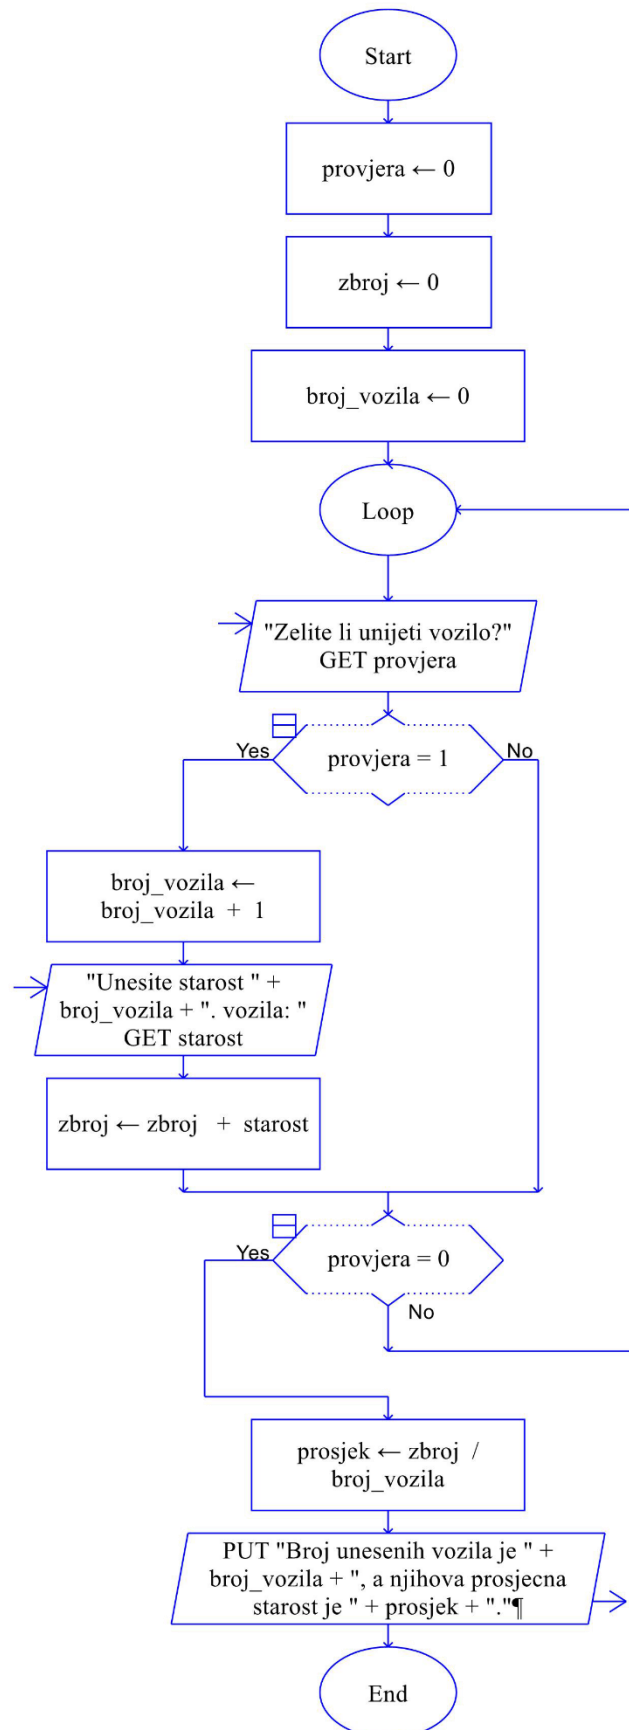 Start
provjera ← 0
zbroj ← 0
broj_vozila ← 0
Loop
"Zelite li unijeti vozilo?"
GET provjera
Yes
provjera = 1
No
broj_vozila ←
broj_vozila + 1
"Unesite starost " +
broj_vozila + ". vozila: "
GET starost
zbroj ← zbroj + starost
Yes
provjera = 0
No
prosjek ← zbroj /
broj_vozila
PUT "Broj unesenih vozila je " +
broj_vozila + ", a njihova prosjecna
starost je " + prosjek + "."¶
End